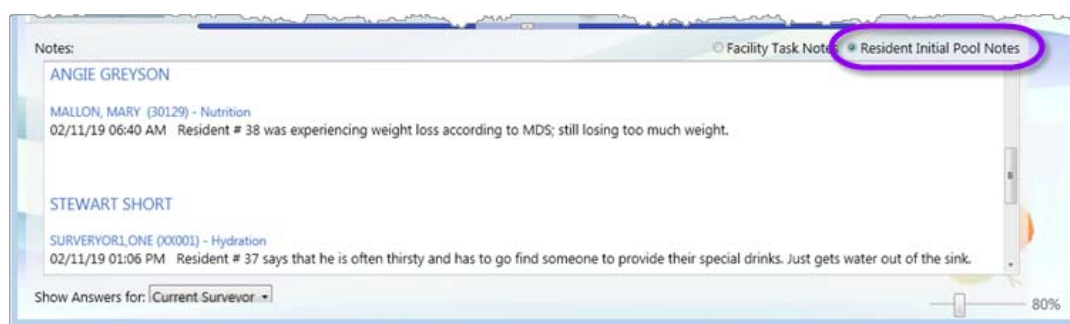 Notes:
Facility Task Notes Resident Initial Pool Notes
ANGIE GREYSON
MALLON, MARY (30129) - Nutrition
02/11/19 06:40 AM Resident # 38 was experiencing weight loss according to MDS; still losing too much weight.
STEWART SHORT
SURVERYOR1,ONE (XX001) - Hydration
02/11/19 01:06 PM Resident # 37 says that he is often thirsty and has to go find someone to provide their special drinks. Just gets water out of the sink.
Show Answers for: Current Surveyor
80%